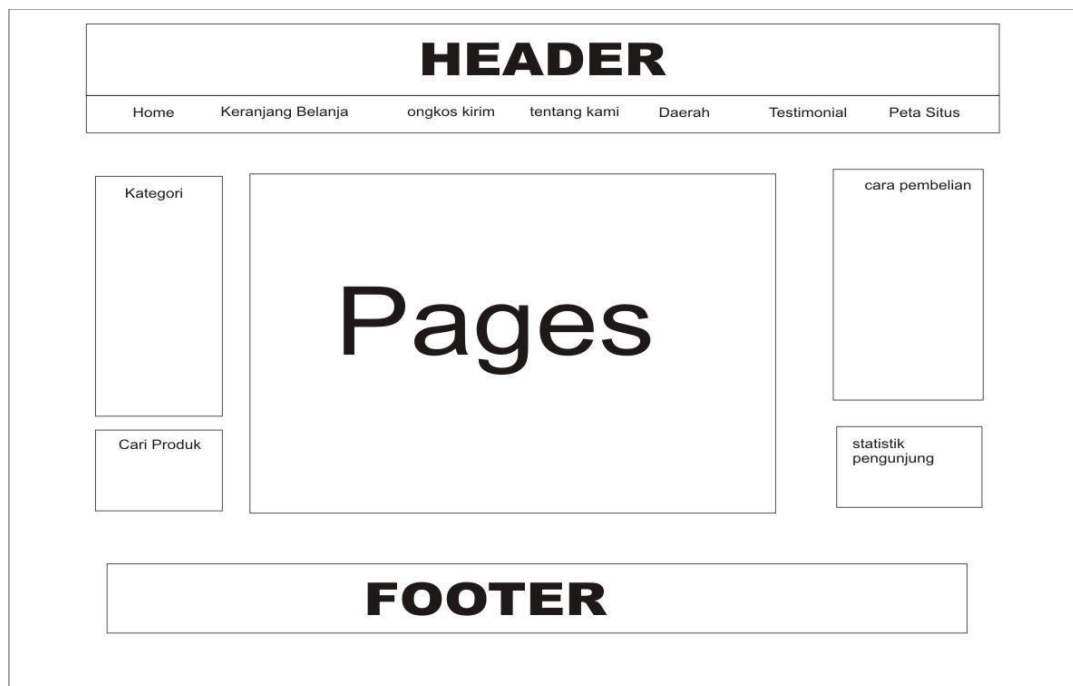 HEADER
Home Keranjang Belanja ongkos kirim tentang kami Daerah Testimonial Peta Situs
Kategori
Cari Produk
Pages
cara pembelian
statistik
pengunjung
FOOTER